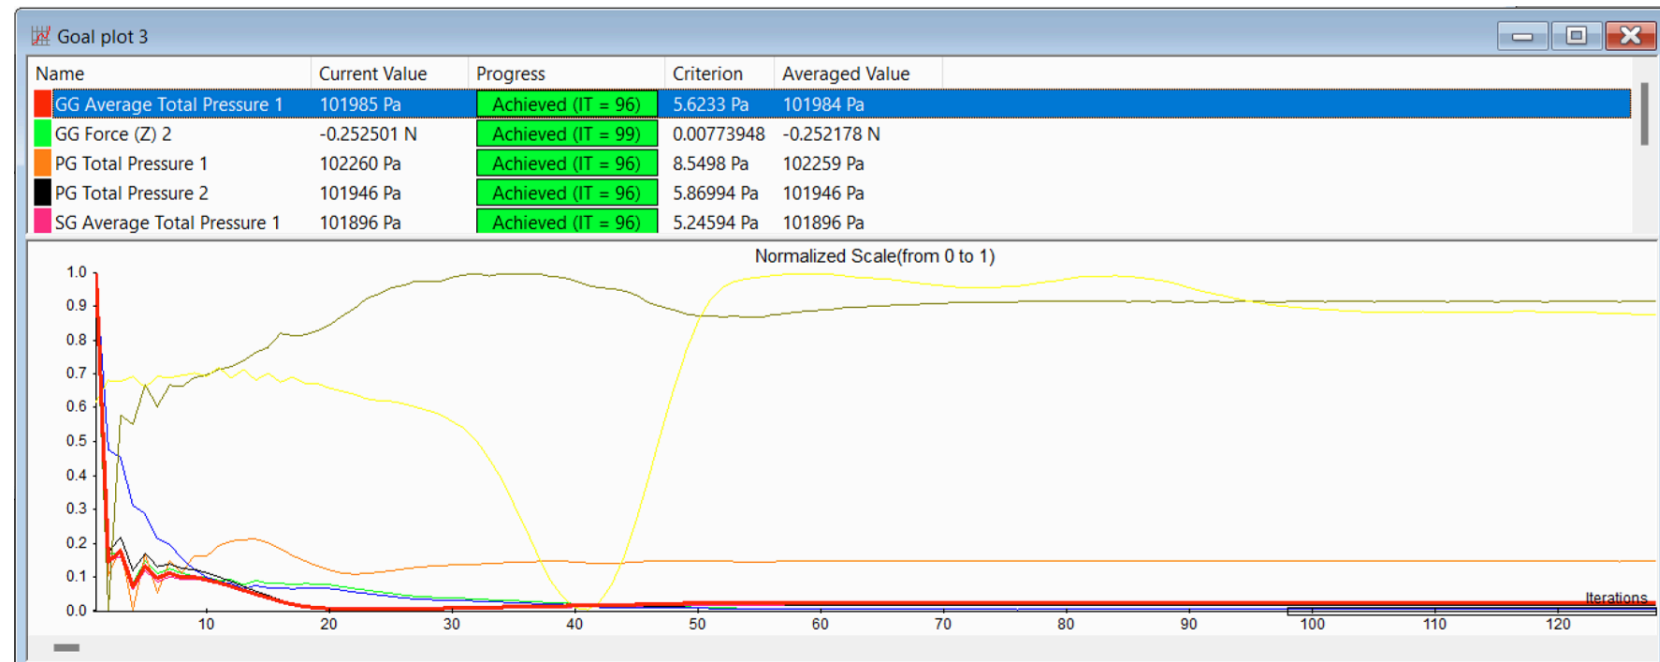 Goal plot 3
Name Current Value Progress Criterion Averaged Value
GG Average Total Pressure 1 101985 Pa Achieved (IT = 96) 5.6233 Pa 101984 Pa
GG Force (Z) 2 -0.252501 N Achieved (IT = 99) 0.00773948 -0.252178 N
PG Total Pressure 1 102260 Pa Achieved (IT = 96) 8.5498 Pa 102259 Pa
PG Total Pressure 2 101946 Pa Achieved (IT = 96) 5.86994 Pa 101946 Pa
SG Average Total Pressure 1 101896 Pa Achieved (IT = 96) 5.24594 Pa 101896 Pa
Normalized Scale(from 0 to 1)
1.0
0.9
0.8
0.7
0.6
0.5
0.4
0.3
0.2
0.1
0.0
Iterations
10 20 30 40 50 60 70 80 90 100 110 120